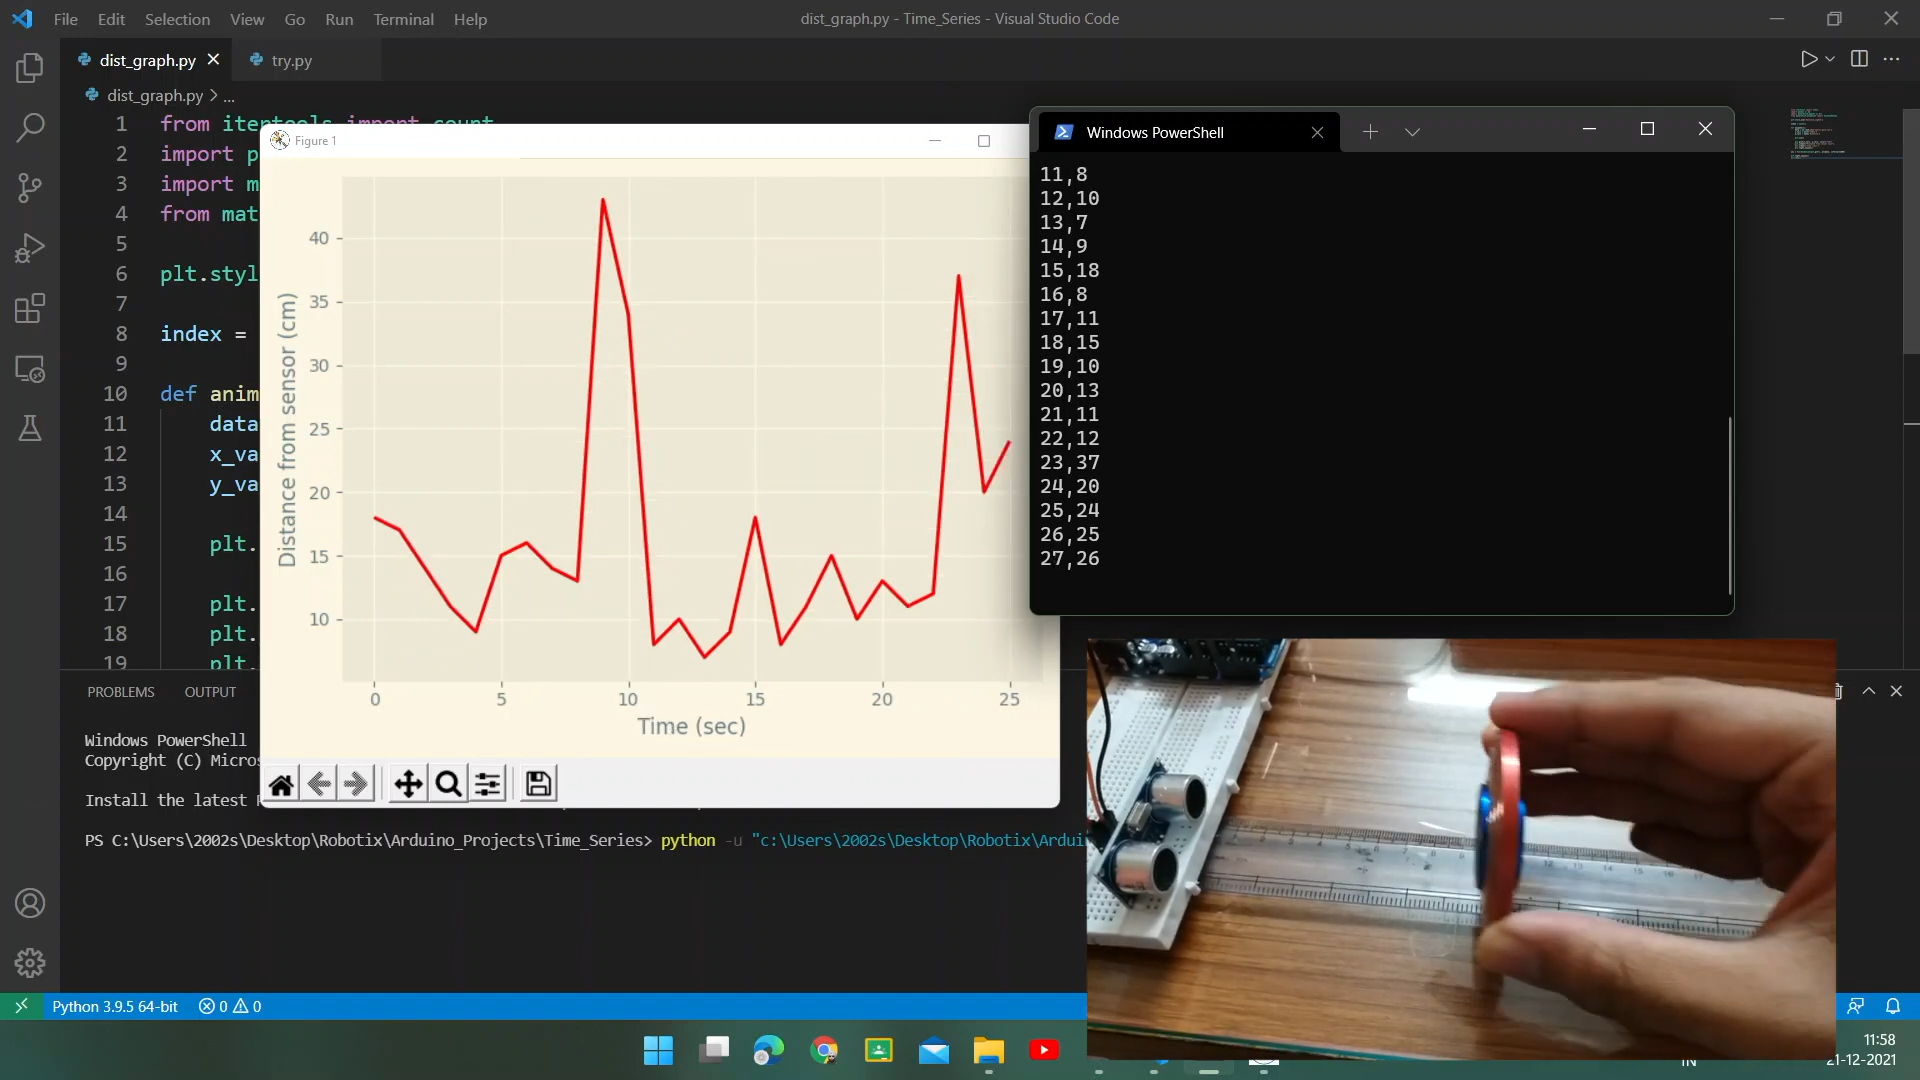 File Edit Selection View Go Run Terminal Help
dist_graph.py - Time_Series - Visual Studio Code
dist_graph.py
try.py
dist_graph.py > ...
1 from itertools import count
2 import p
3 import m
4 from mat
5
6 plt.styl
7
8 index =
9
10 def anim
11 data
12 x_va
13 y_va
14
15 plt.
16
17 plt.
18 plt.
19 plt.
Figure 1
Distance from sensor (cm)
40
35
30
25
20
15
10
0 5 10 15 20 25
Time (sec)
Windows PowerShell
11,8
12,10
13,7
14,9
15,18
16,8
17,11
18,15
19,10
20,13
21,11
22,12
23,37
24,20
25,24
26,25
27,26
PROBLEMS OUTPUT
Windows PowerShell
Copyright (C) Micros
Install the latest
PS C:\Users\2002s\Desktop\Robotix\Arduino_Projects\Time_Series> python -u "c:\Users\2002s\Desktop\Robotix\Ardui
Python 3.9.5 64-bit 0 0
11:58
IN 21-12-2021